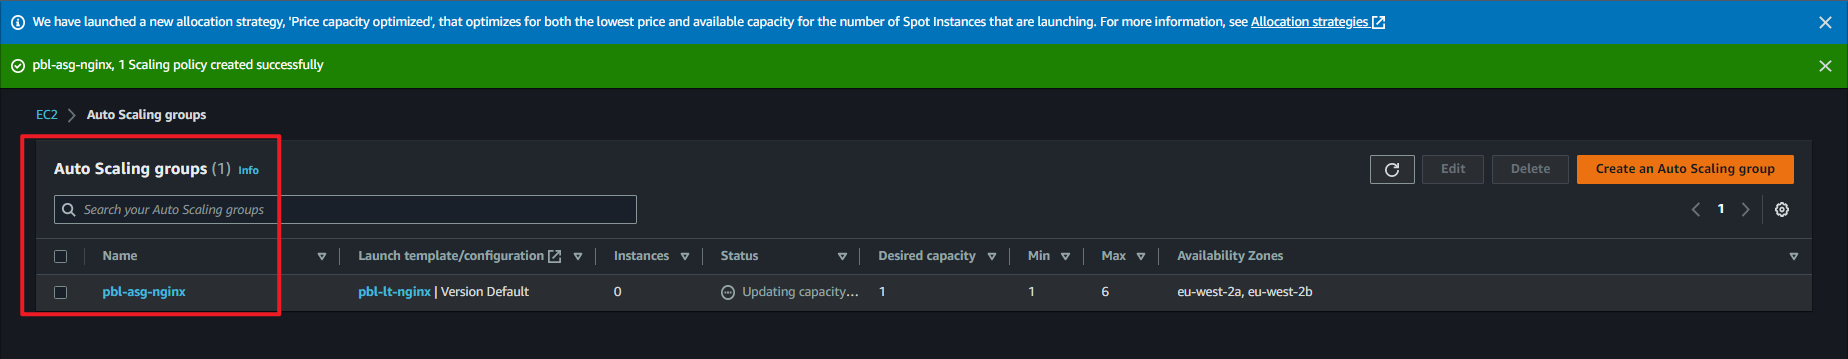 We have launched a new allocation strategy, 'Price capacity optimized', that optimizes for both the lowest price and available capacity for the number of Spot Instances that are launching. For more information, see Allocation strategies
pbl-asg-nginx, 1 Scaling policy created successfully
EC2 Auto Scaling groups
Auto Scaling groups (1) Info
Edit Delete Create an Auto Scaling group
Search your Auto Scaling groups
1
Name Launch template/configuration Instances Status Desired capacity Min Max Availability Zones
pbl-asg-nginx pbl-lt-nginx | Version Default 0 Updating capacity... 1 1 6 eu-west-2a, eu-west-2b